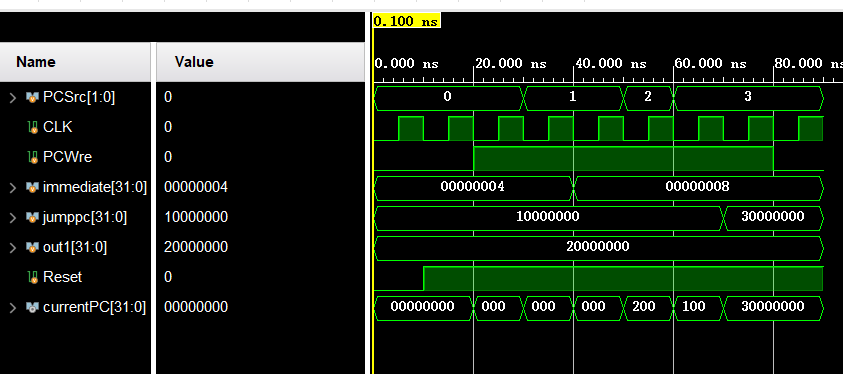 0.100 ns
Name Value 0.000 ns 20.000 ns 40.000 ns 60.000 ns 80.000 ns
PCSrc[1:0] 0 0 1 2 3
CLK 0
PCWre 0
immediate[31:0] 00000004 00000004 00000008
jumppc[31:0] 10000000 10000000 30000000
out1[31:0] 20000000 20000000
Reset 0
currentPC[31:0] 00000000 00000000 000 000 000 200 100 30000000